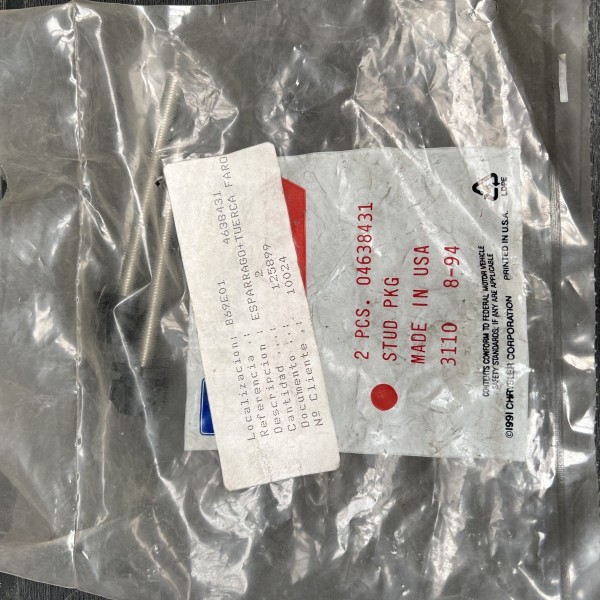 Localizacion: B69E01
Referencia : 4638431
Descripcion : ESPARRAGO+TUERCA FARO
Cantidad ...: 2
Documento ..: 125899
Nº Cliente .: 10024
2 PCS. 04638431
STUD PKG
MADE IN USA
3110 8-94
CONTENTS CONFORM TO FEDERAL MOTOR VEHICLE
SAFETY STANDARDS, IF ANY ARE APPLICABLE
©1991 CHRYSLER CORPORATION PRINTED IN U.S.A.
LDPE